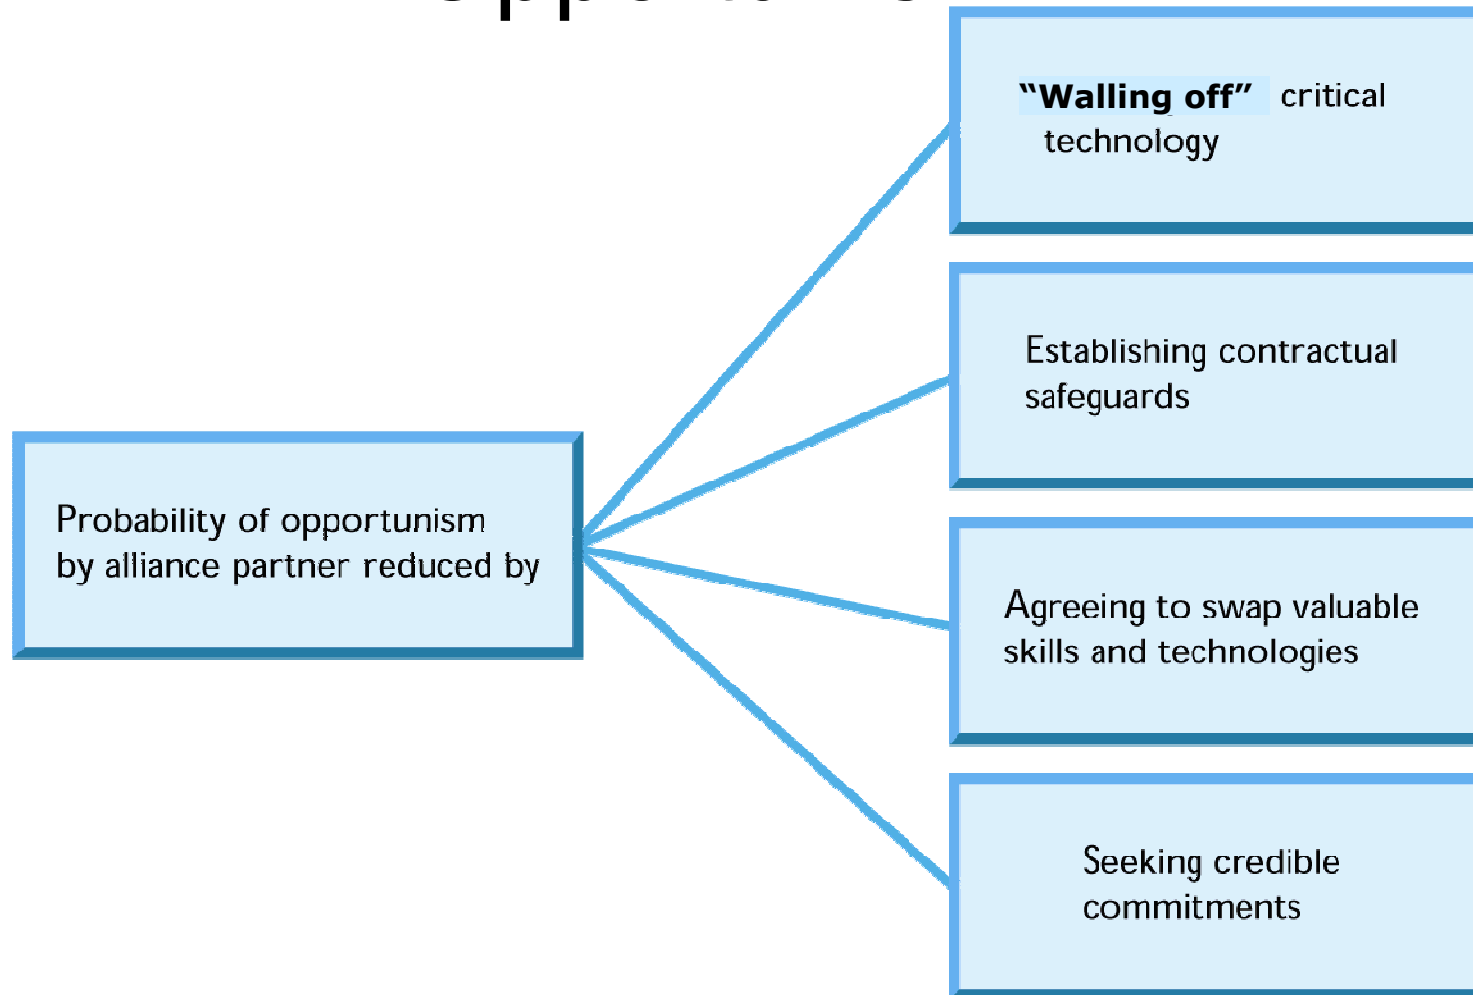 “Walling off” critical
technology
Establishing contractual
safeguards
Probability of opportunism
by alliance partner reduced by
Agreeing to swap valuable
skills and technologies
Seeking credible
commitments